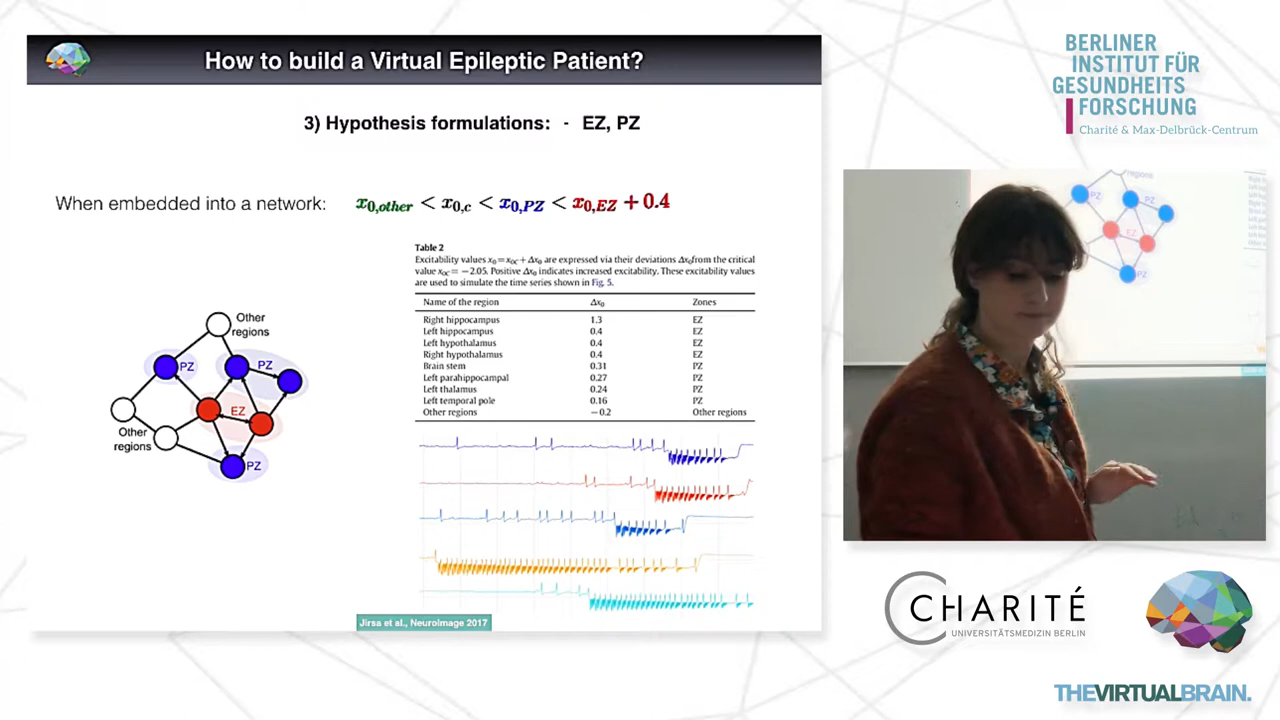 How to build a Virtual Epileptic Patient?
3) Hypothesis formulations: - EZ, PZ
When embedded into a network: x0,other < x0,c < x0,PZ < x0,EZ + 0.4
Table 2
Excitability values x0=x0C+Δx0 are expressed via their deviations Δx0from the critical
value x0C= −2.05. Positive Δx0 indicates increased excitability. These excitability values
are used to simulate the time series shown in Fig. 5.
Name of the region Δx0 Zones
Right hippocampus 1.3 EZ
Left hippocampus 0.4 EZ
Left hypothalamus 0.4 EZ
Right hypothalamus 0.4 EZ
Brain stem 0.31 PZ
Left parahippocampal 0.27 PZ
Left thalamus 0.24 PZ
Left temporal pole 0.16 PZ
Other regions −0.2 Other regions
Other
regions
PZ
PZ
EZ
Other
regions
PZ
Jirsa et al., NeuroImage 2017
BERLINER
INSTITUT FÜR
GESUNDHEITS
FORSCHUNG
Charité & Max-Delbrück-Centrum
regions
PZ
PZ
EZ
PZ
CHARITÉ
UNIVERSITÄTSMEDIZIN BERLIN
THEVIRTUALBRAIN.